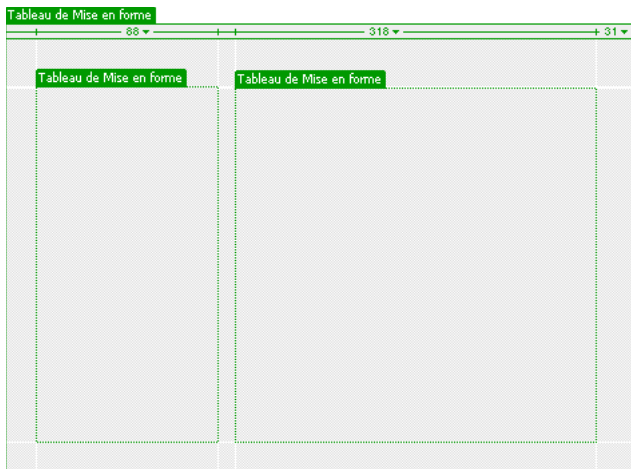 Tableau de Mise en forme
88 318 31
Tableau de Mise en forme Tableau de Mise en forme